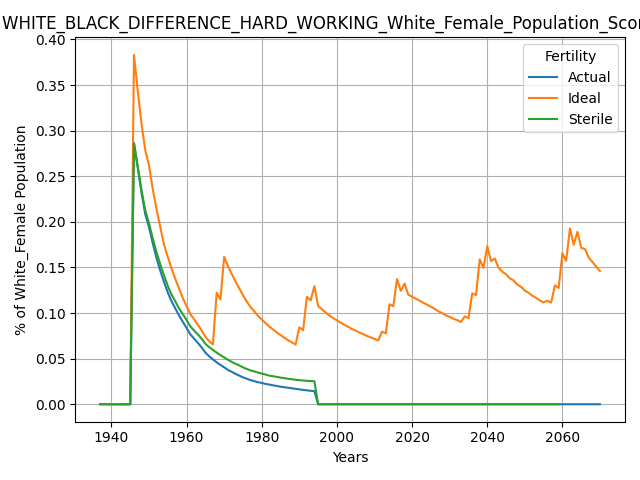 WHITE_BLACK_DIFFERENCE_HARD_WORKING_White_Female_Population_Scor
Fertility
Actual
Ideal
Sterile
% of White_Female Population
0.40
0.35
0.30
0.25
0.20
0.15
0.10
0.05
0.00
1940 1960 1980 2000 2020 2040 2060
Years